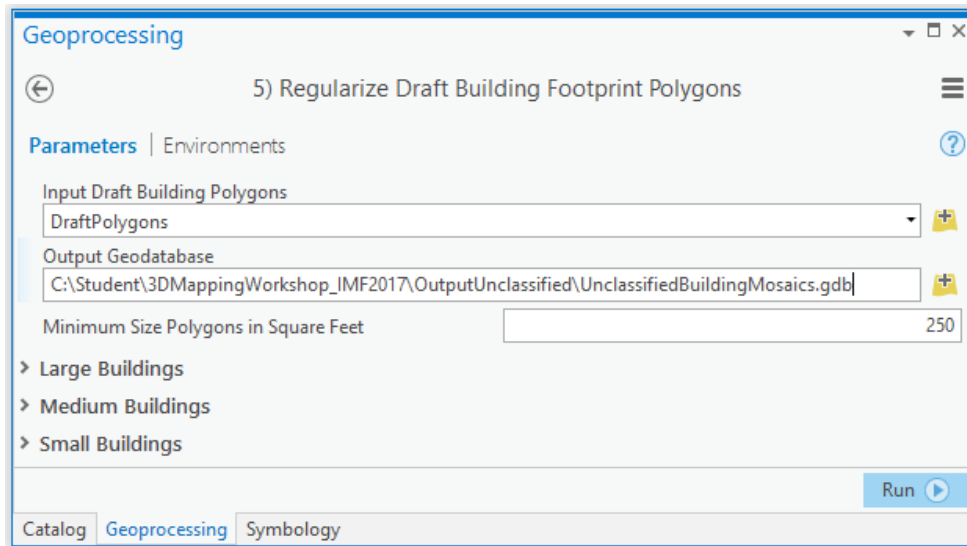 Geoprocessing
5) Regularize Draft Building Footprint Polygons
Parameters | Environments
?
Input Draft Building Polygons
DraftPolygons
Output Geodatabase
C:\Student\3DMappingWorkshop_IMF2017\OutputUnclassified\UnclassifiedBuildingMosaics.gdb
Minimum Size Polygons in Square Feet 250
> Large Buildings
> Medium Buildings
> Small Buildings
Run
Catalog Geoprocessing Symbology